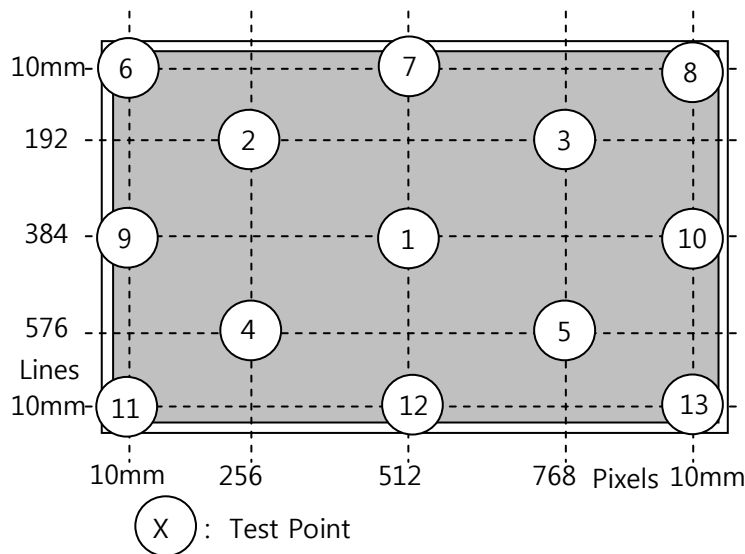 10mm 6 7 8
192 2 3
384 9 1 10
576 4 5
Lines
10mm 11 12 13
10mm 256 512 768 Pixels 10mm
X : Test Point